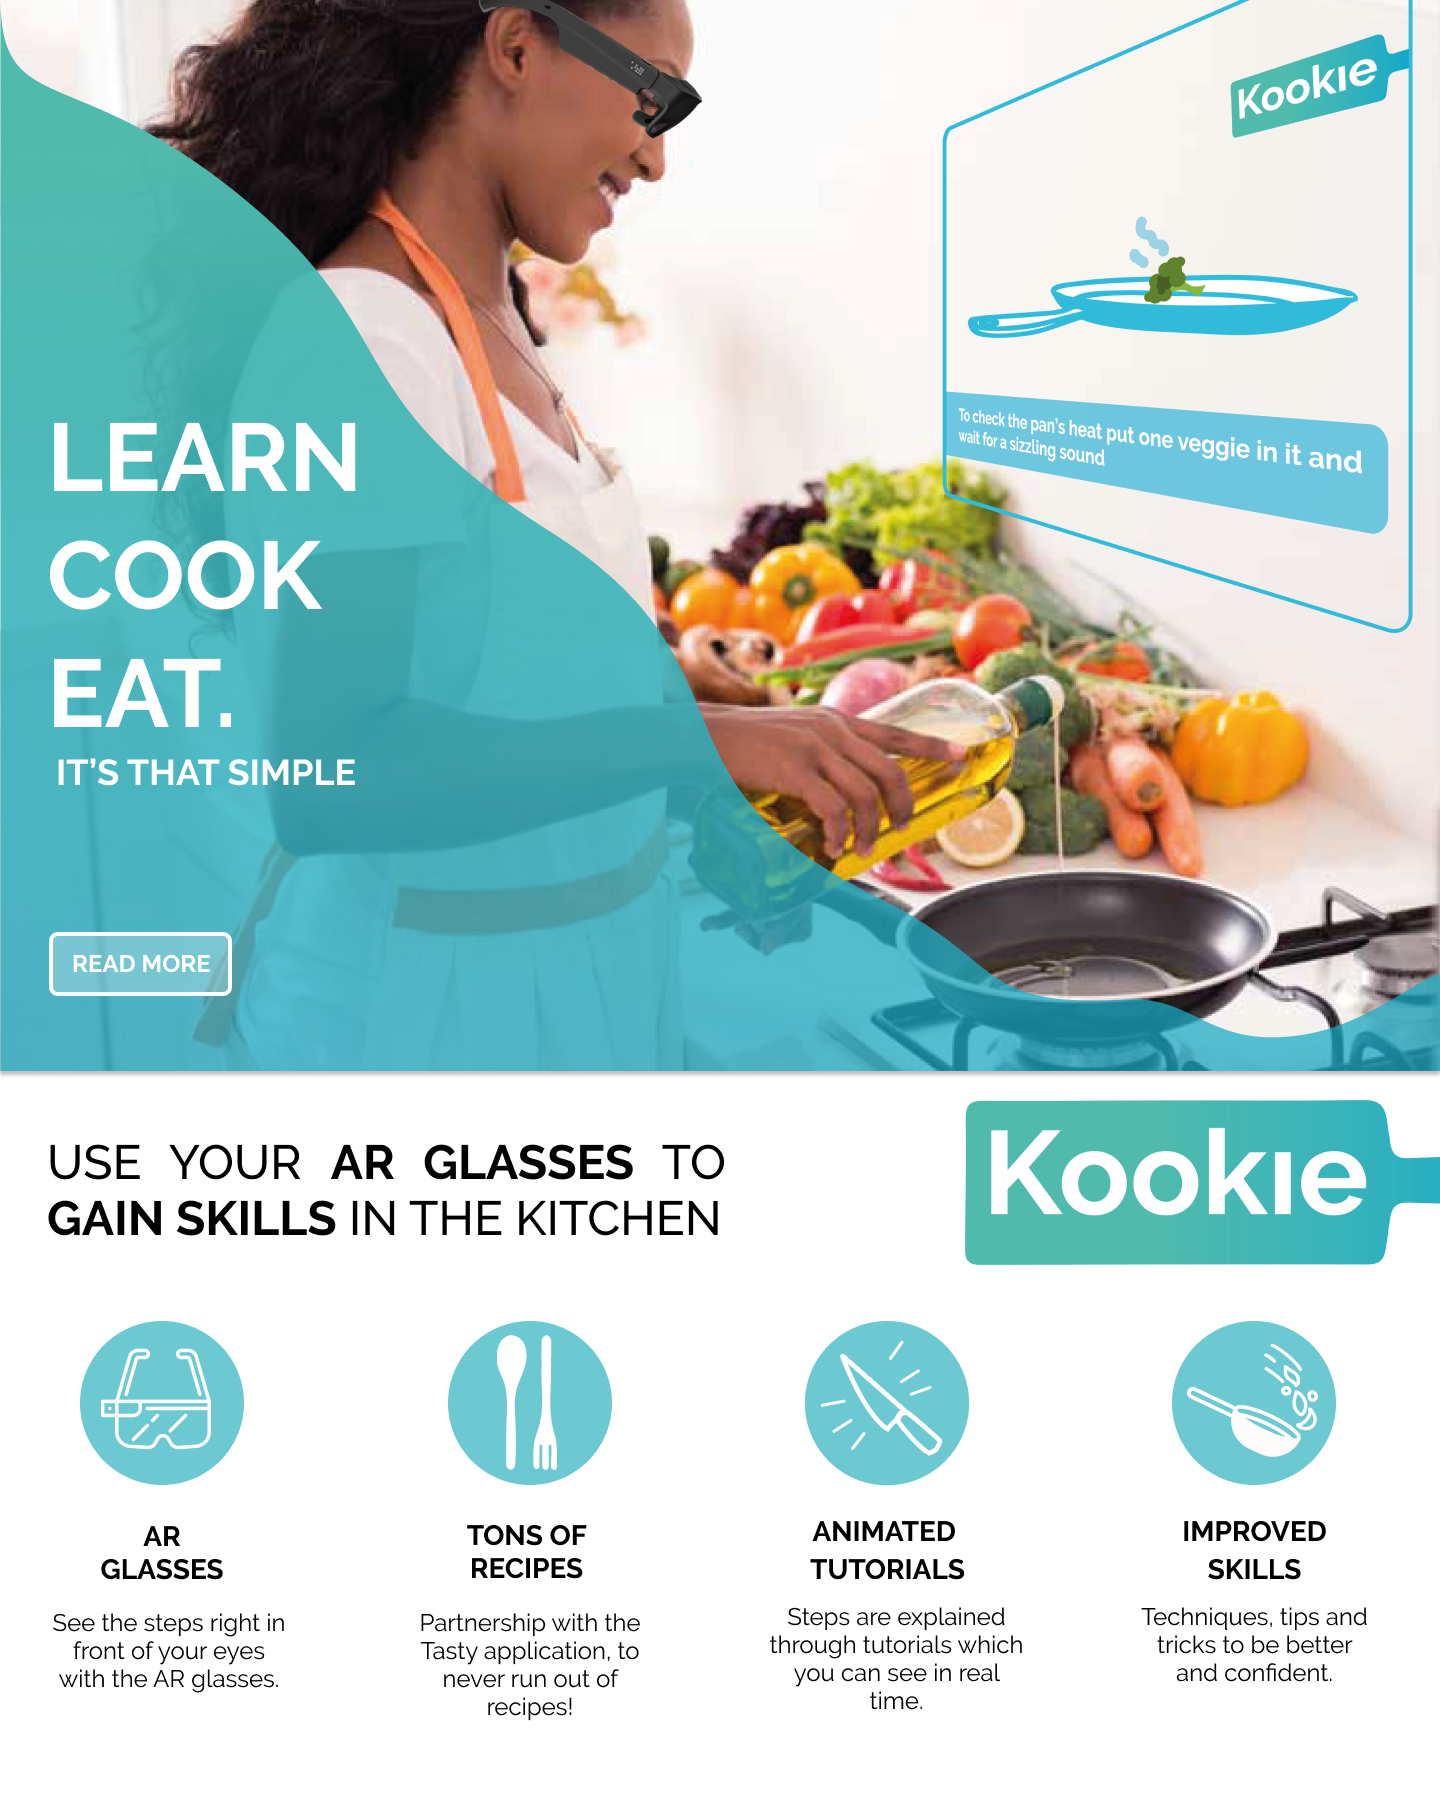 Kookie
To check the pan's heat put one veggie in it and
wait for a sizzling sound
LEARN
COOK
EAT.
IT'S THAT SIMPLE
READ MORE
USE YOUR AR GLASSES TO
GAIN SKILLS IN THE KITCHEN
Kookie
AR
GLASSES
See the steps right in
front of your eyes
with the AR glasses.
TONS OF
RECIPES
Partnership with the
Tasty application, to
never run out of
recipes!
ANIMATED
TUTORIALS
Steps are explained
through tutorials which
you can see in real
time.
IMPROVED
SKILLS
Techniques, tips and
tricks to be better
and confident.